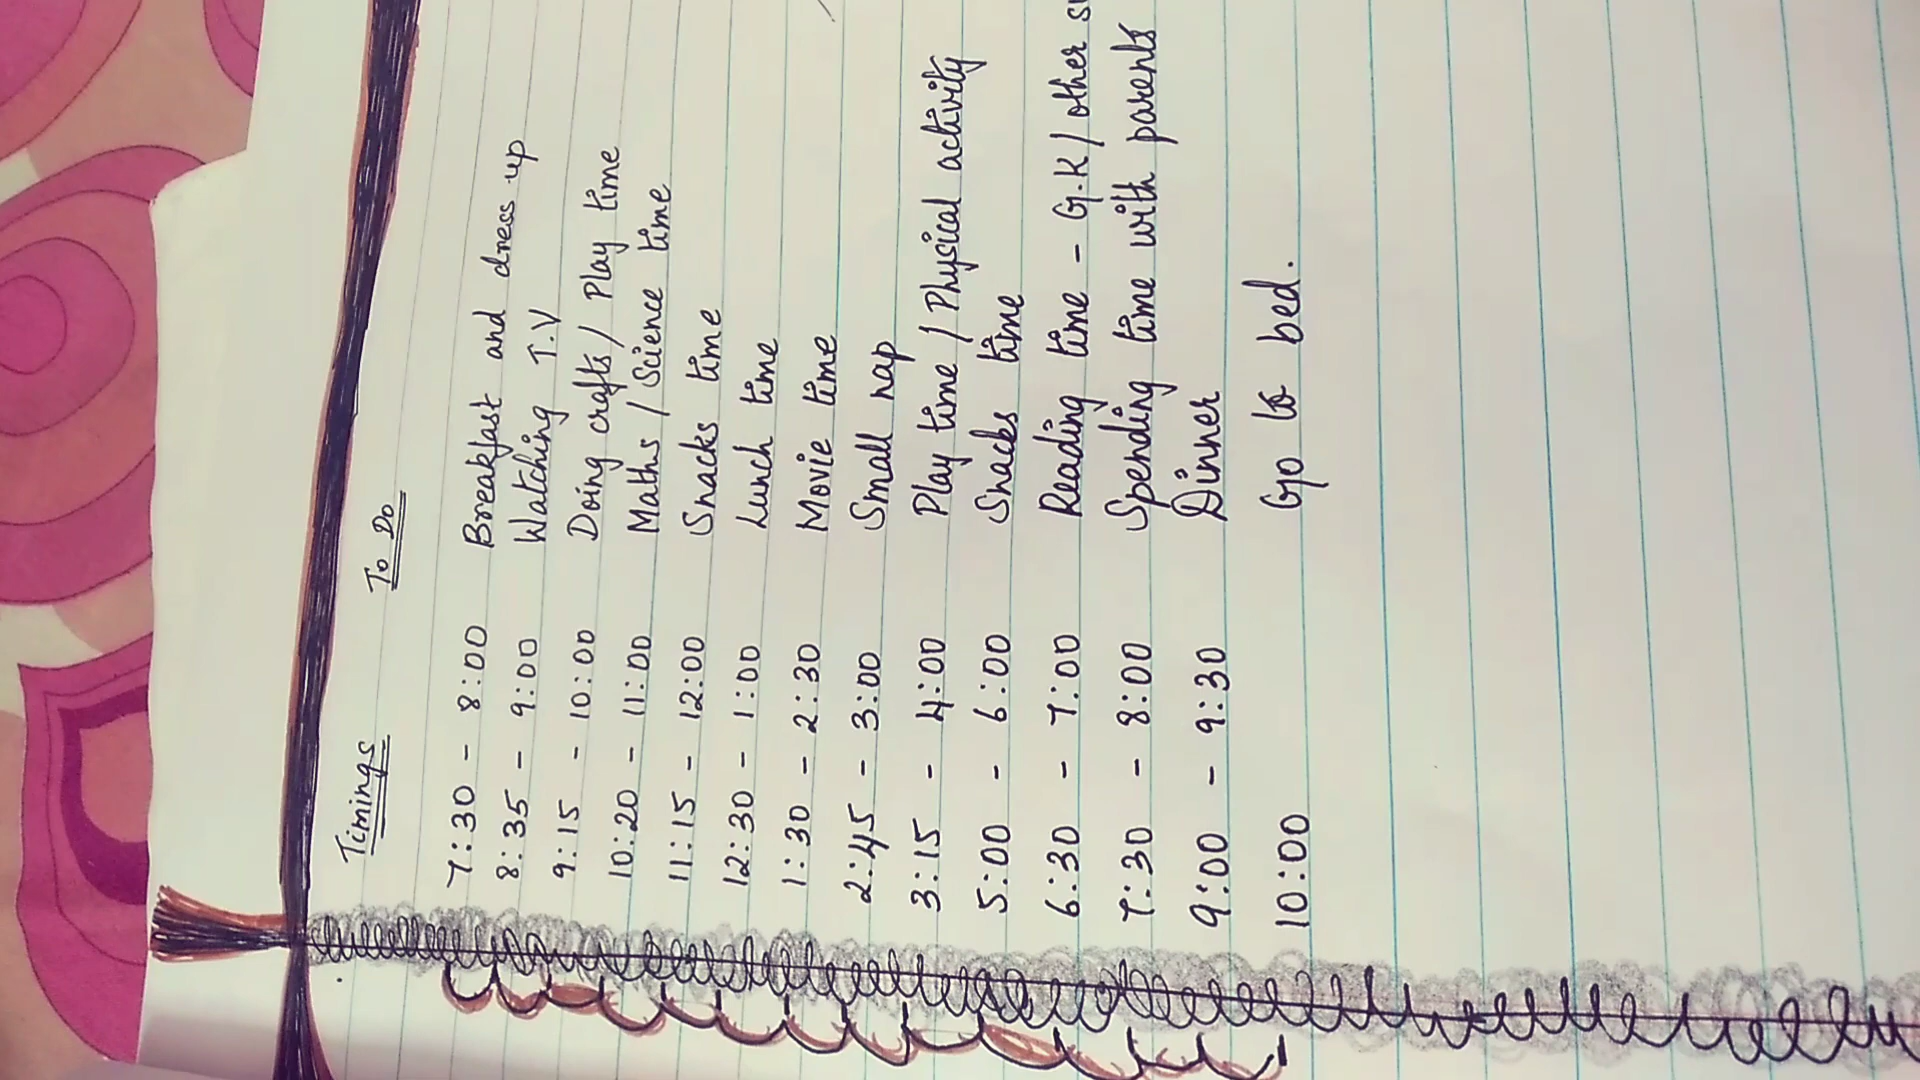 Timings To Do
7:30 - 8:00 Breakfast and dress up
8:35 - 9:00 Watching T.V
9:15 - 10:00 Doing crafts / Play time
10:20 - 11:00 Maths / Science time
11:15 - 12:00 Snacks time
12:30 - 1:00 Lunch time
1:30 - 2:30 Movie time
2:45 - 3:00 Small nap
3:15 - 4:00 Play time / Physical activity
5:00 - 6:00 Snacks time
6:30 - 7:00 Reading time - G.K / other
7:30 - 8:00 Spending time with parents
9:00 - 9:30 Dinner
10:00 Go to bed.